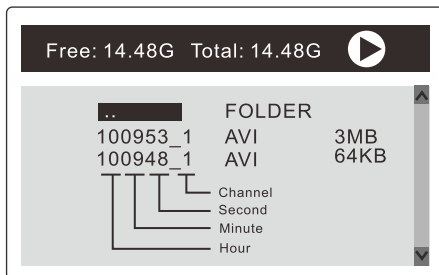 Free: 14.48G Total: 14.48G
.. FOLDER
100953_1 AVI 3MB
100948_1 AVI 64KB
Channel
Second
Minute
Hour